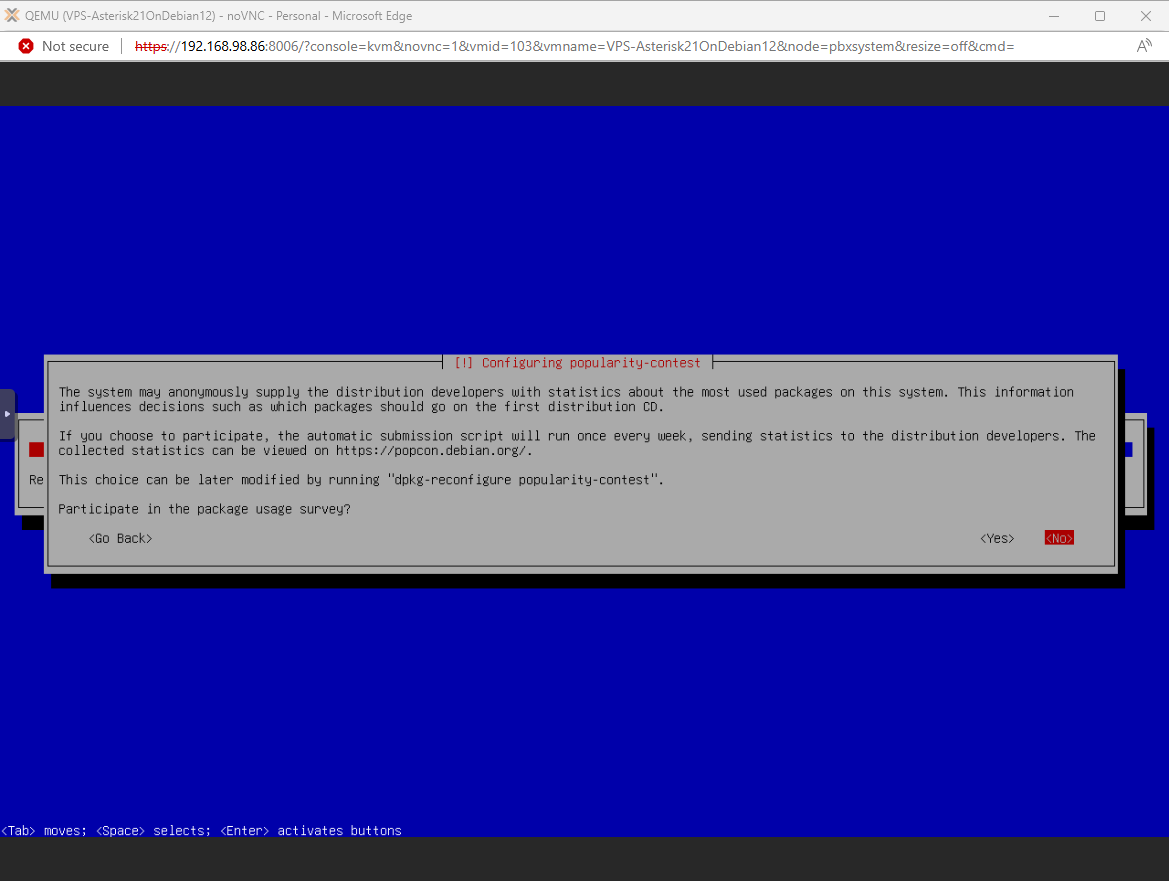 QEMU (VPS-Asterisk21OnDebian12) - noVNC - Personal - Microsoft Edge
Not secure | https://192.168.98.86:8006/?console=kvm&novnc=1&vmid=103&vmname=VPS-Asterisk21OnDebian12&node=pbxsystem&resize=off&cmd=
[!] Configuring popularity-contest
The system may anonymously supply the distribution developers with statistics about the most used packages on this system. This information
influences decisions such as which packages should go on the first distribution CD.
If you choose to participate, the automatic submission script will run once every week, sending statistics to the distribution developers. The
collected statistics can be viewed on https://popcon.debian.org/.
Re
This choice can be later modified by running "dpkg-reconfigure popularity-contest".
Participate in the package usage survey?
<Go Back> <Yes> <No>
<Tab> moves; <Space> selects; <Enter> activates buttons